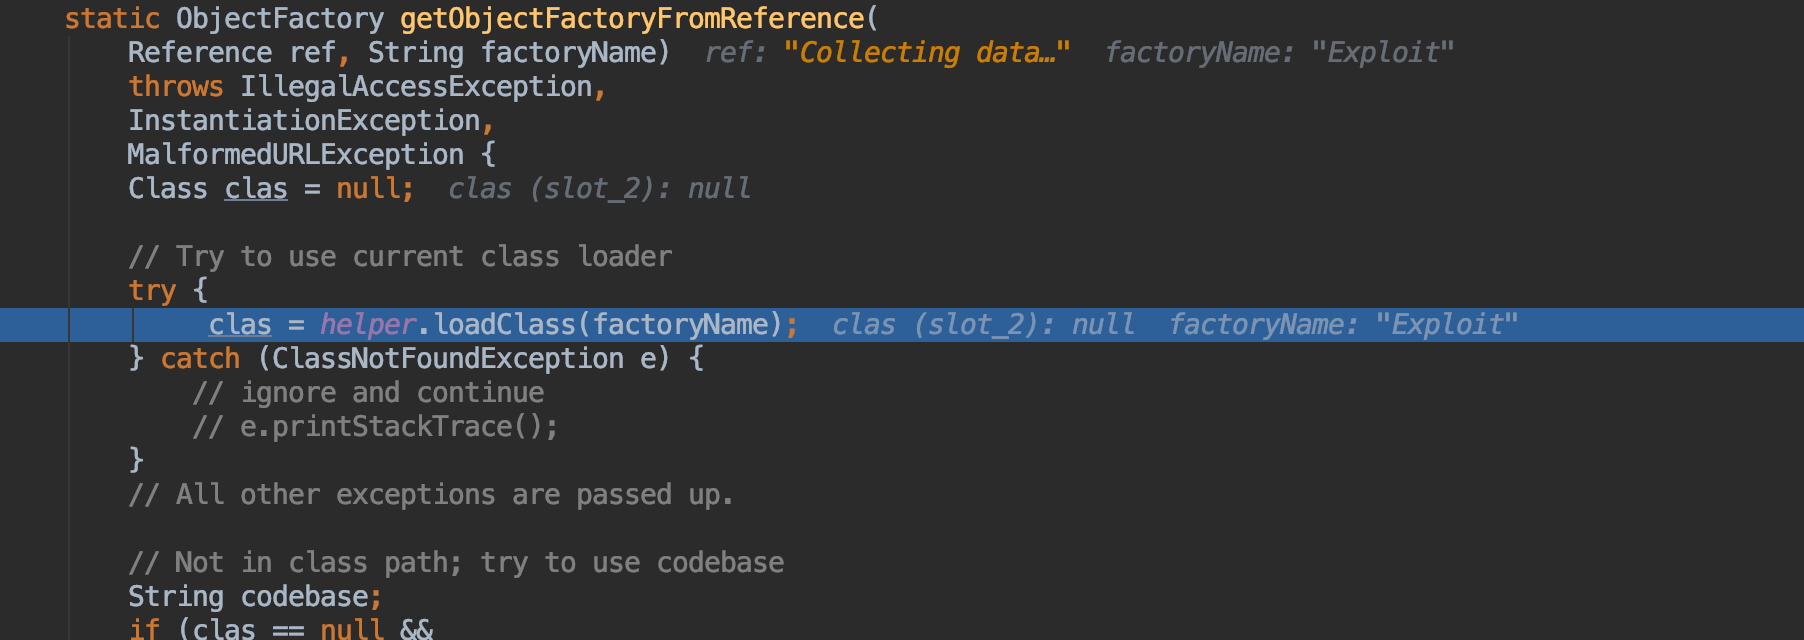 static ObjectFactory getObjectFactoryFromReference(
Reference ref, String factoryName) ref: "Collecting data…" factoryName: "Exploit"
throws IllegalAccessException,
InstantiationException,
MalformedURLException {
Class clas = null; clas (slot_2): null
// Try to use current class loader
try {
clas = helper.loadClass(factoryName); clas (slot_2): null factoryName: "Exploit"
} catch (ClassNotFoundException e) {
// ignore and continue
// e.printStackTrace();
}
// All other exceptions are passed up.
// Not in class path; try to use codebase
String codebase;
if (clas == null &&